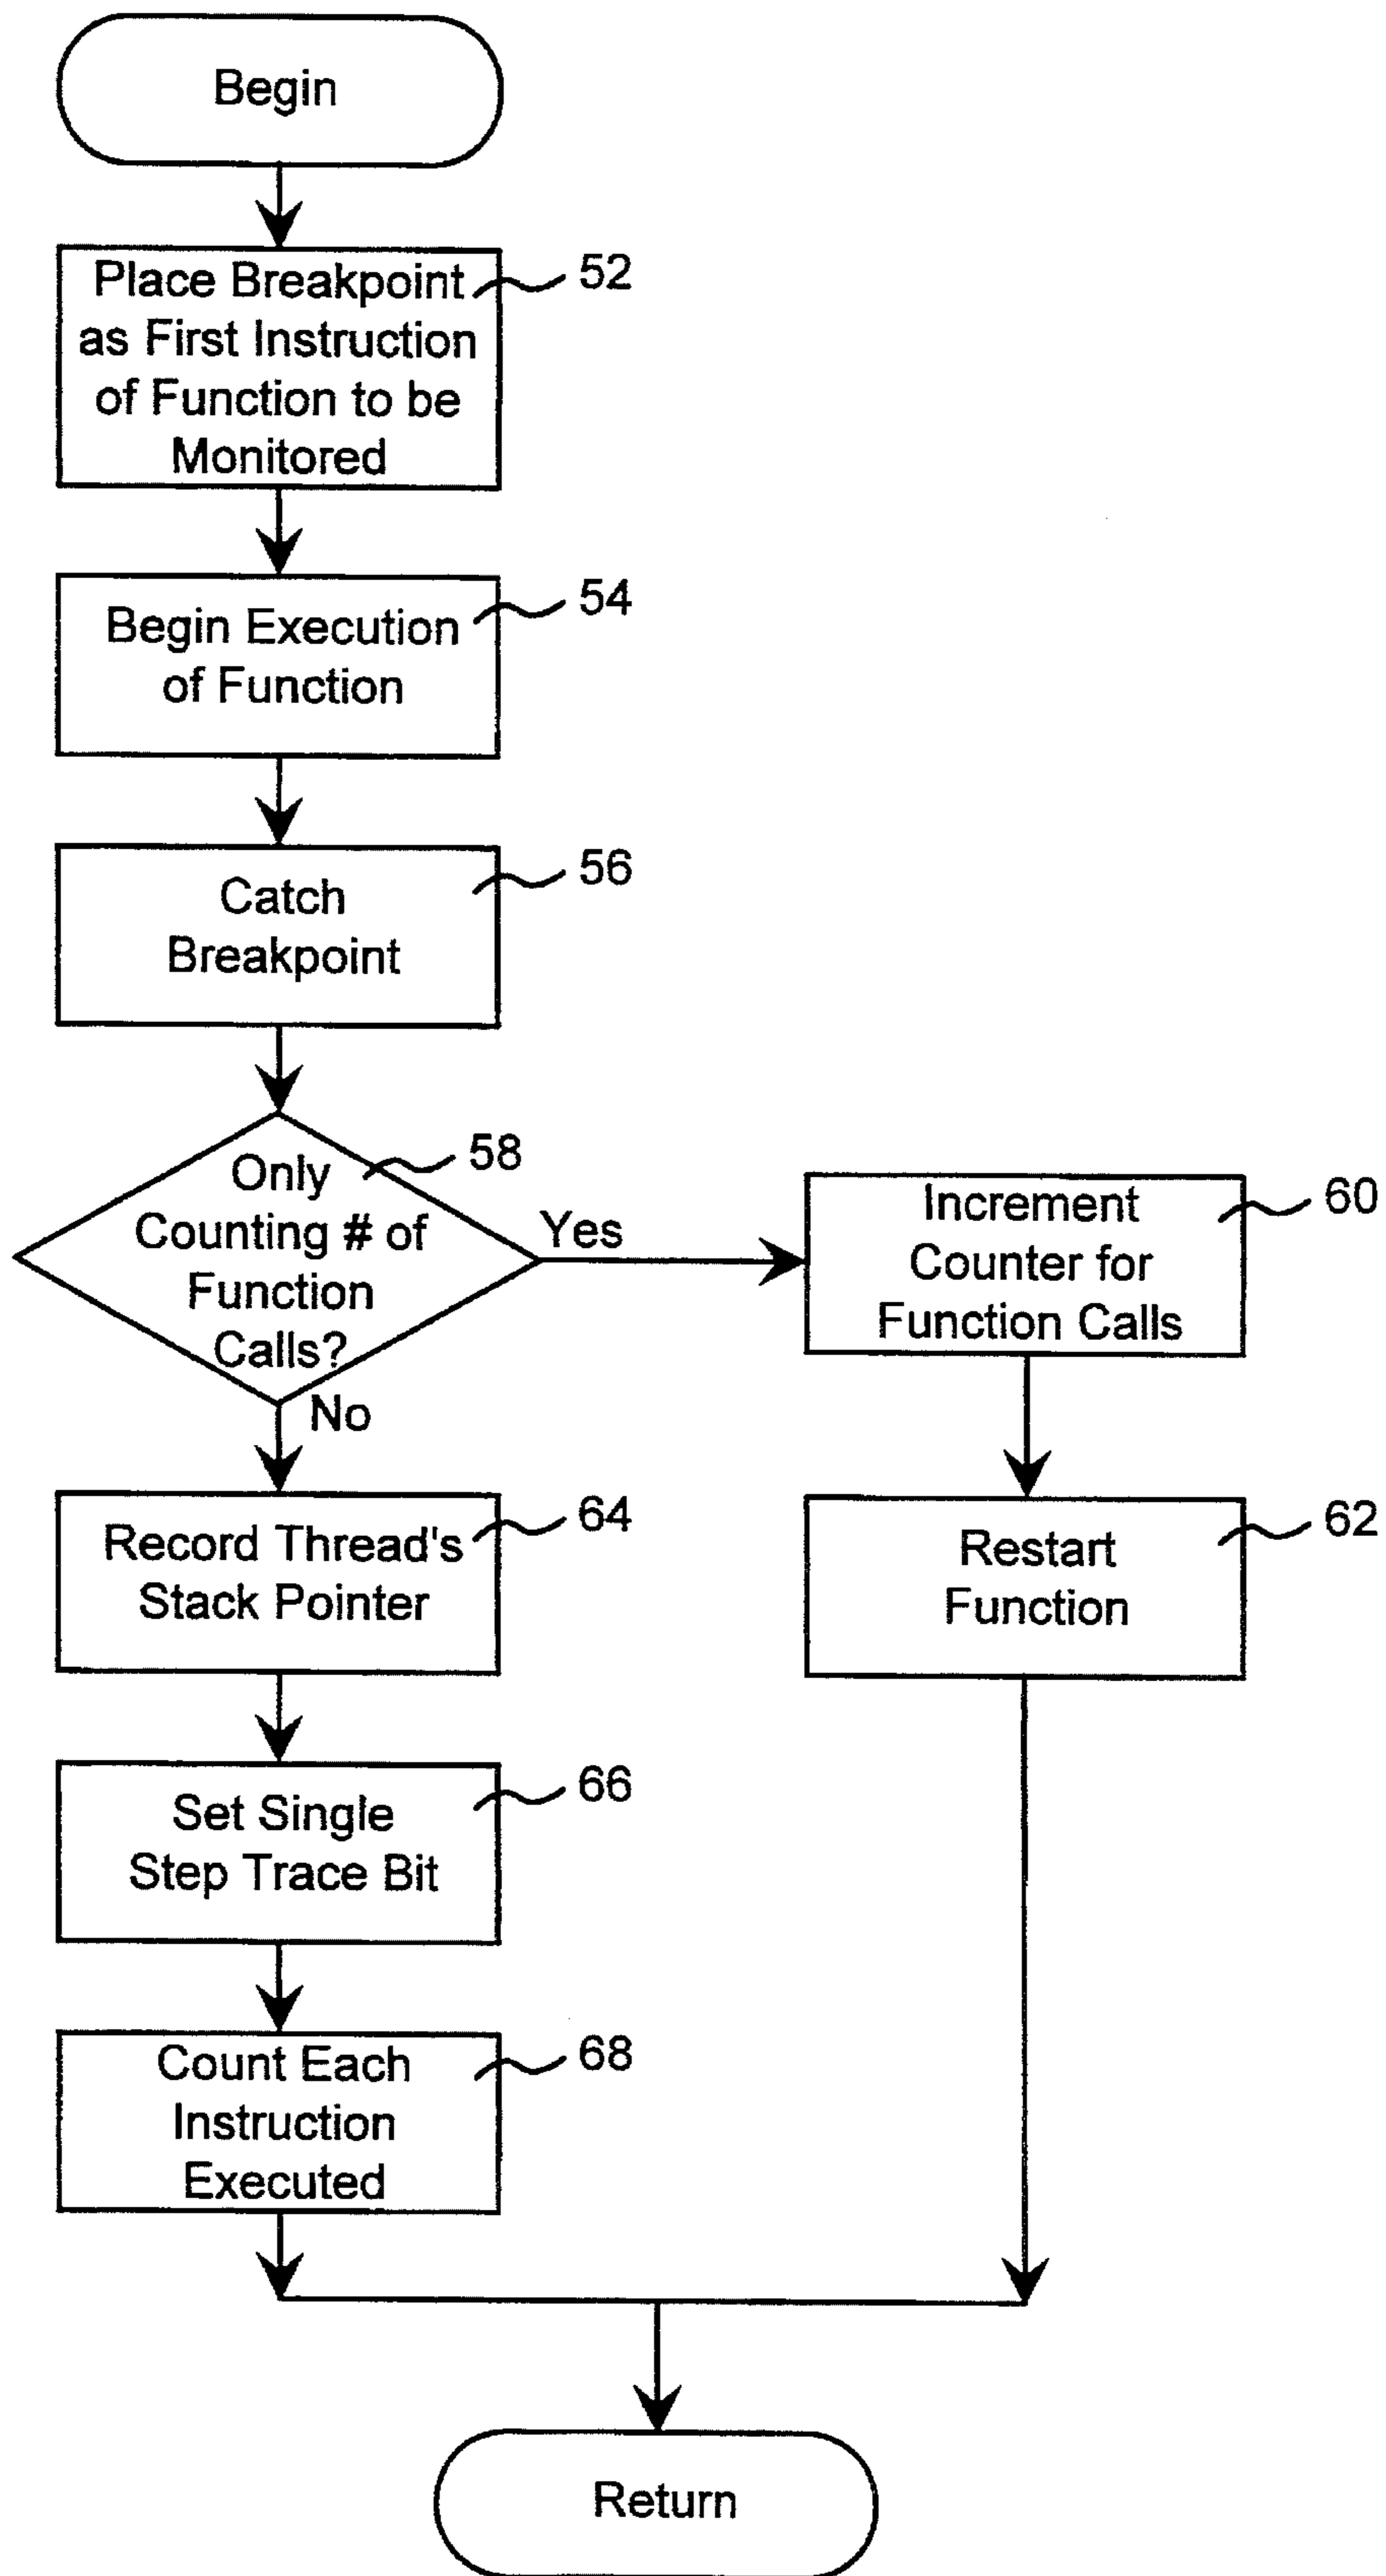 Begin
Place Breakpoint
as First Instruction
of Function to be
Monitored
52
Begin Execution
of Function
54
Catch
Breakpoint
56
Only
Counting # of
Function
Calls?
58
Yes
No
Increment
Counter for
Function Calls
60
Restart
Function
62
Record Thread's
Stack Pointer
64
Set Single
Step Trace Bit
66
Count Each
Instruction
Executed
68
Return